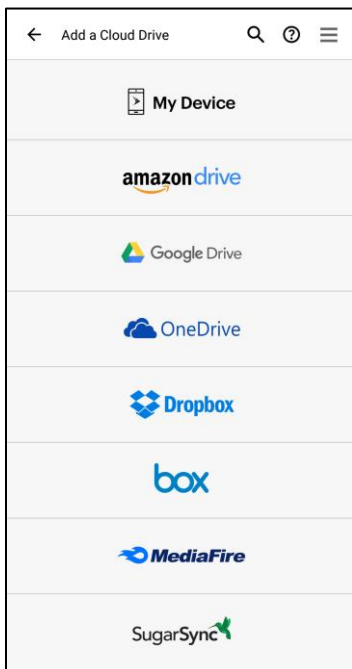 Add a Cloud Drive
My Device
amazon drive
Google Drive
OneDrive
Dropbox
box
MediaFire
SugarSync